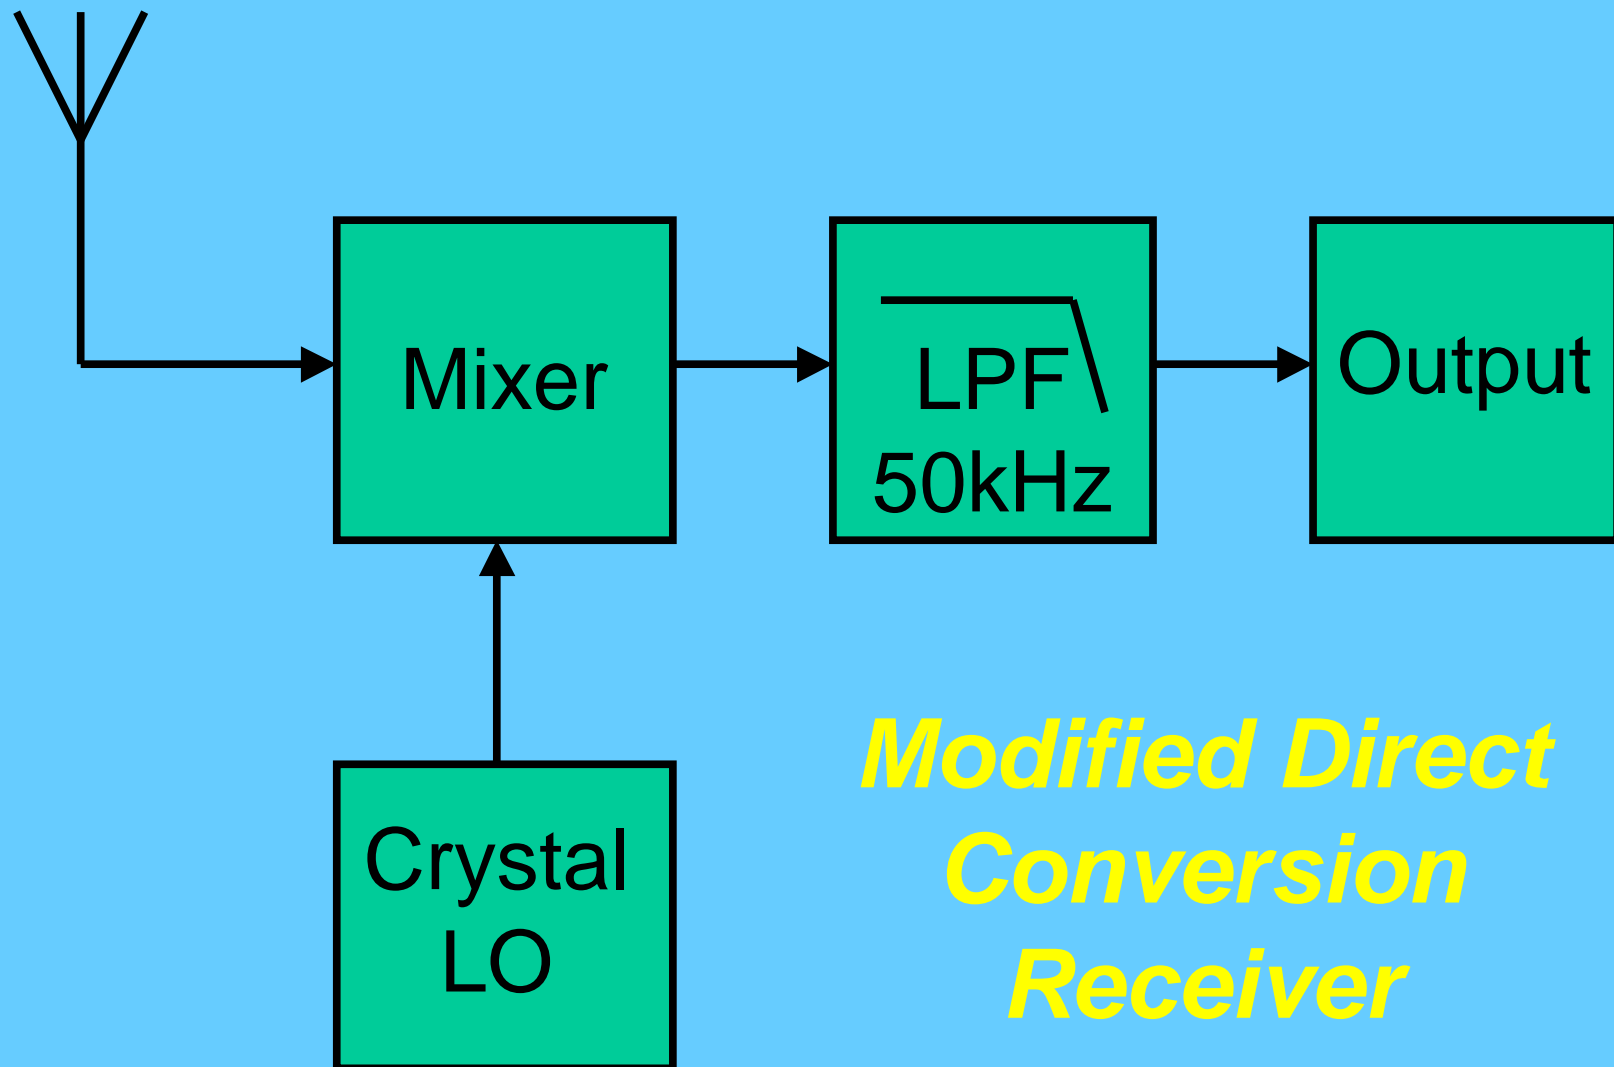 Mixer
LPF
50kHz
Output
Crystal
LO
Modified Direct
Conversion
Receiver